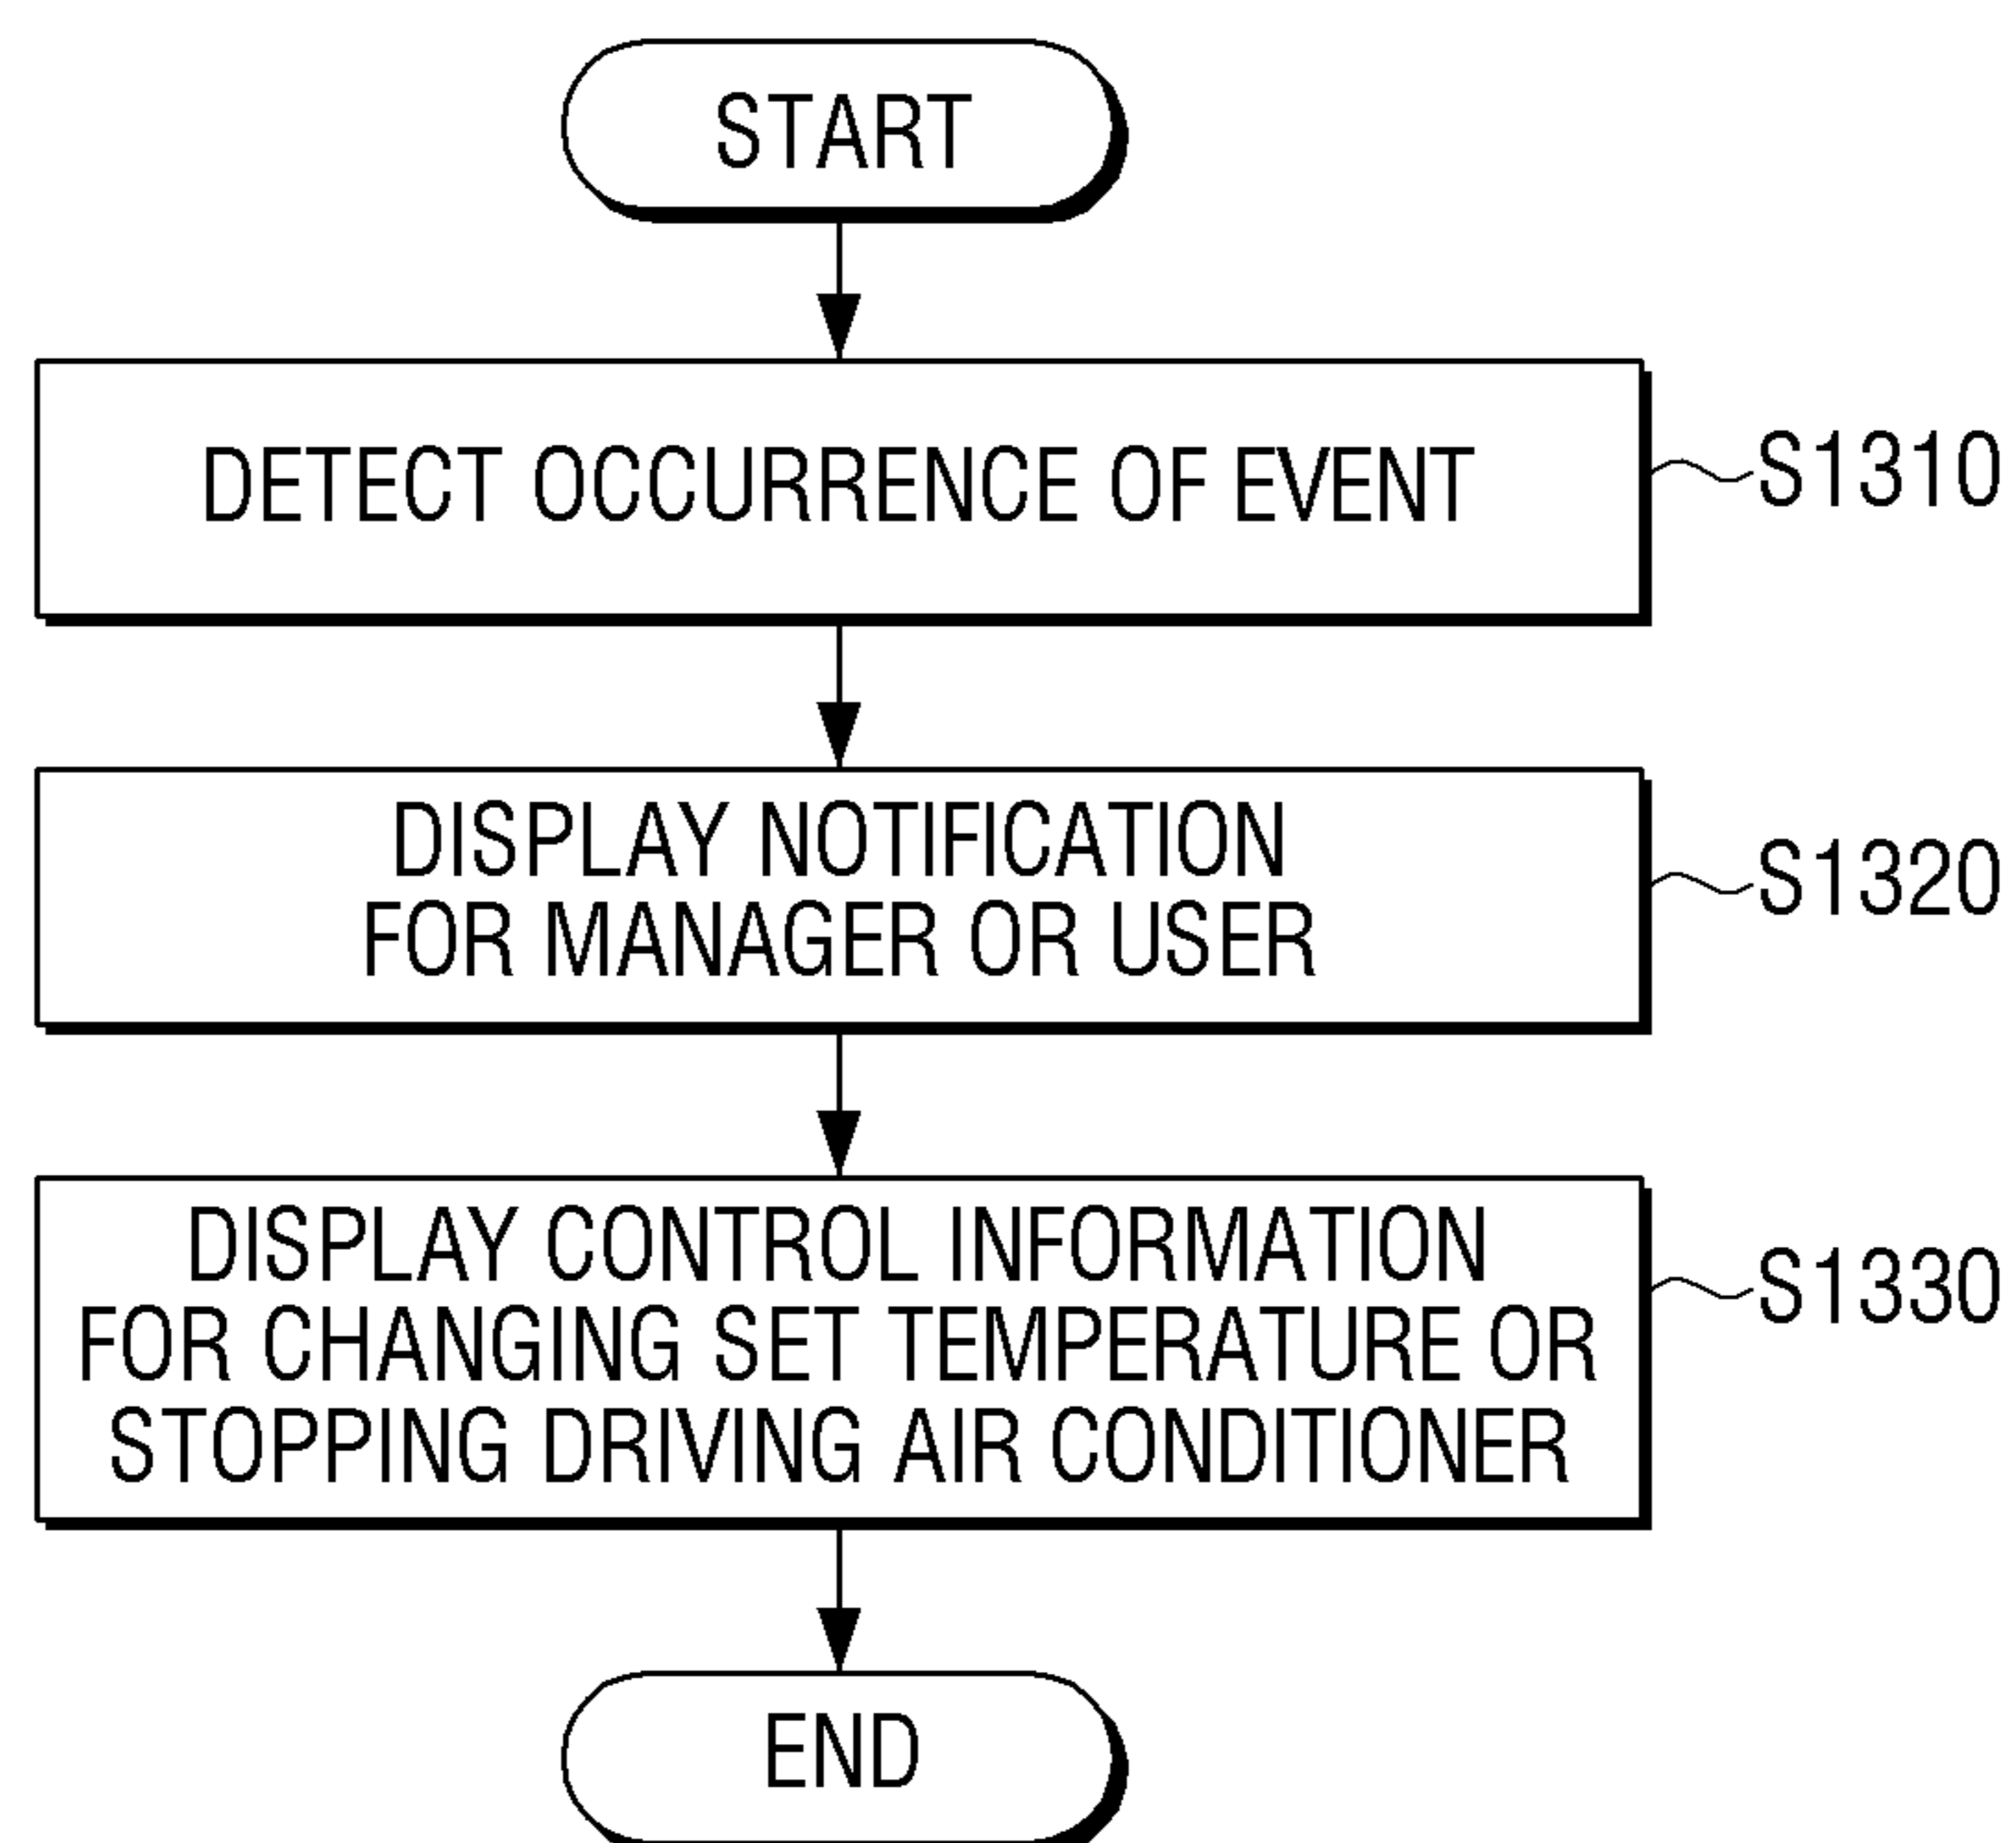 START
DETECT OCCURRENCE OF EVENT
S1310
DISPLAY NOTIFICATION
FOR MANAGER OR USER
S1320
DISPLAY CONTROL INFORMATION
FOR CHANGING SET TEMPERATURE OR
STOPPING DRIVING AIR CONDITIONER
S1330
END